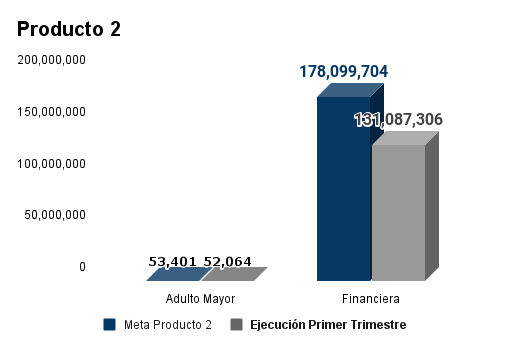 Producto 2
200,000,000
178,099,704
150,000,000
131,087,306
100,000,000
50,000,000
53,401 52,064
0
Adulto Mayor Financiera
Meta Producto 2 Ejecución Primer Trimestre